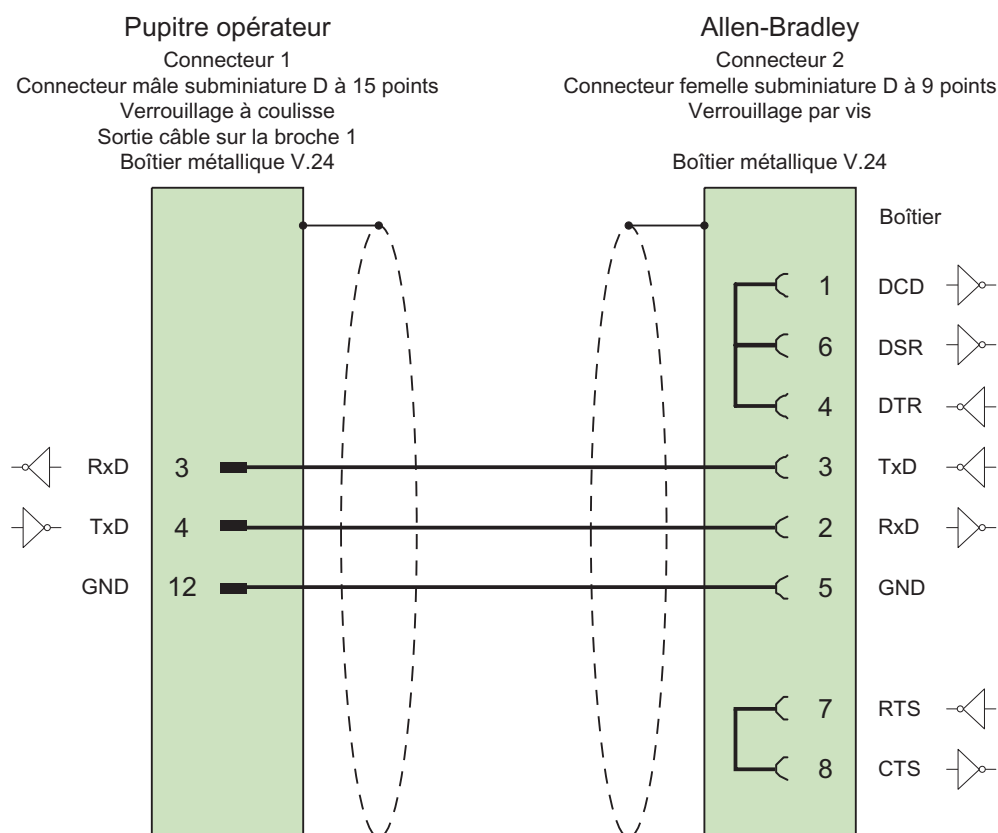 Pupitre opérateur
Connecteur 1
Connecteur mâle subminiature D à 15 points
Verrouillage à coulisse
Sortie câble sur la broche 1
Boîtier métallique V.24
Allen-Bradley
Connecteur 2
Connecteur femelle subminiature D à 9 points
Verrouillage par vis
Boîtier métallique V.24
Boîtier
1 DCD
6 DSR
4 DTR
RxD 3 3 TxD
TxD 4 2 RxD
GND 12 5 GND
7 RTS
8 CTS